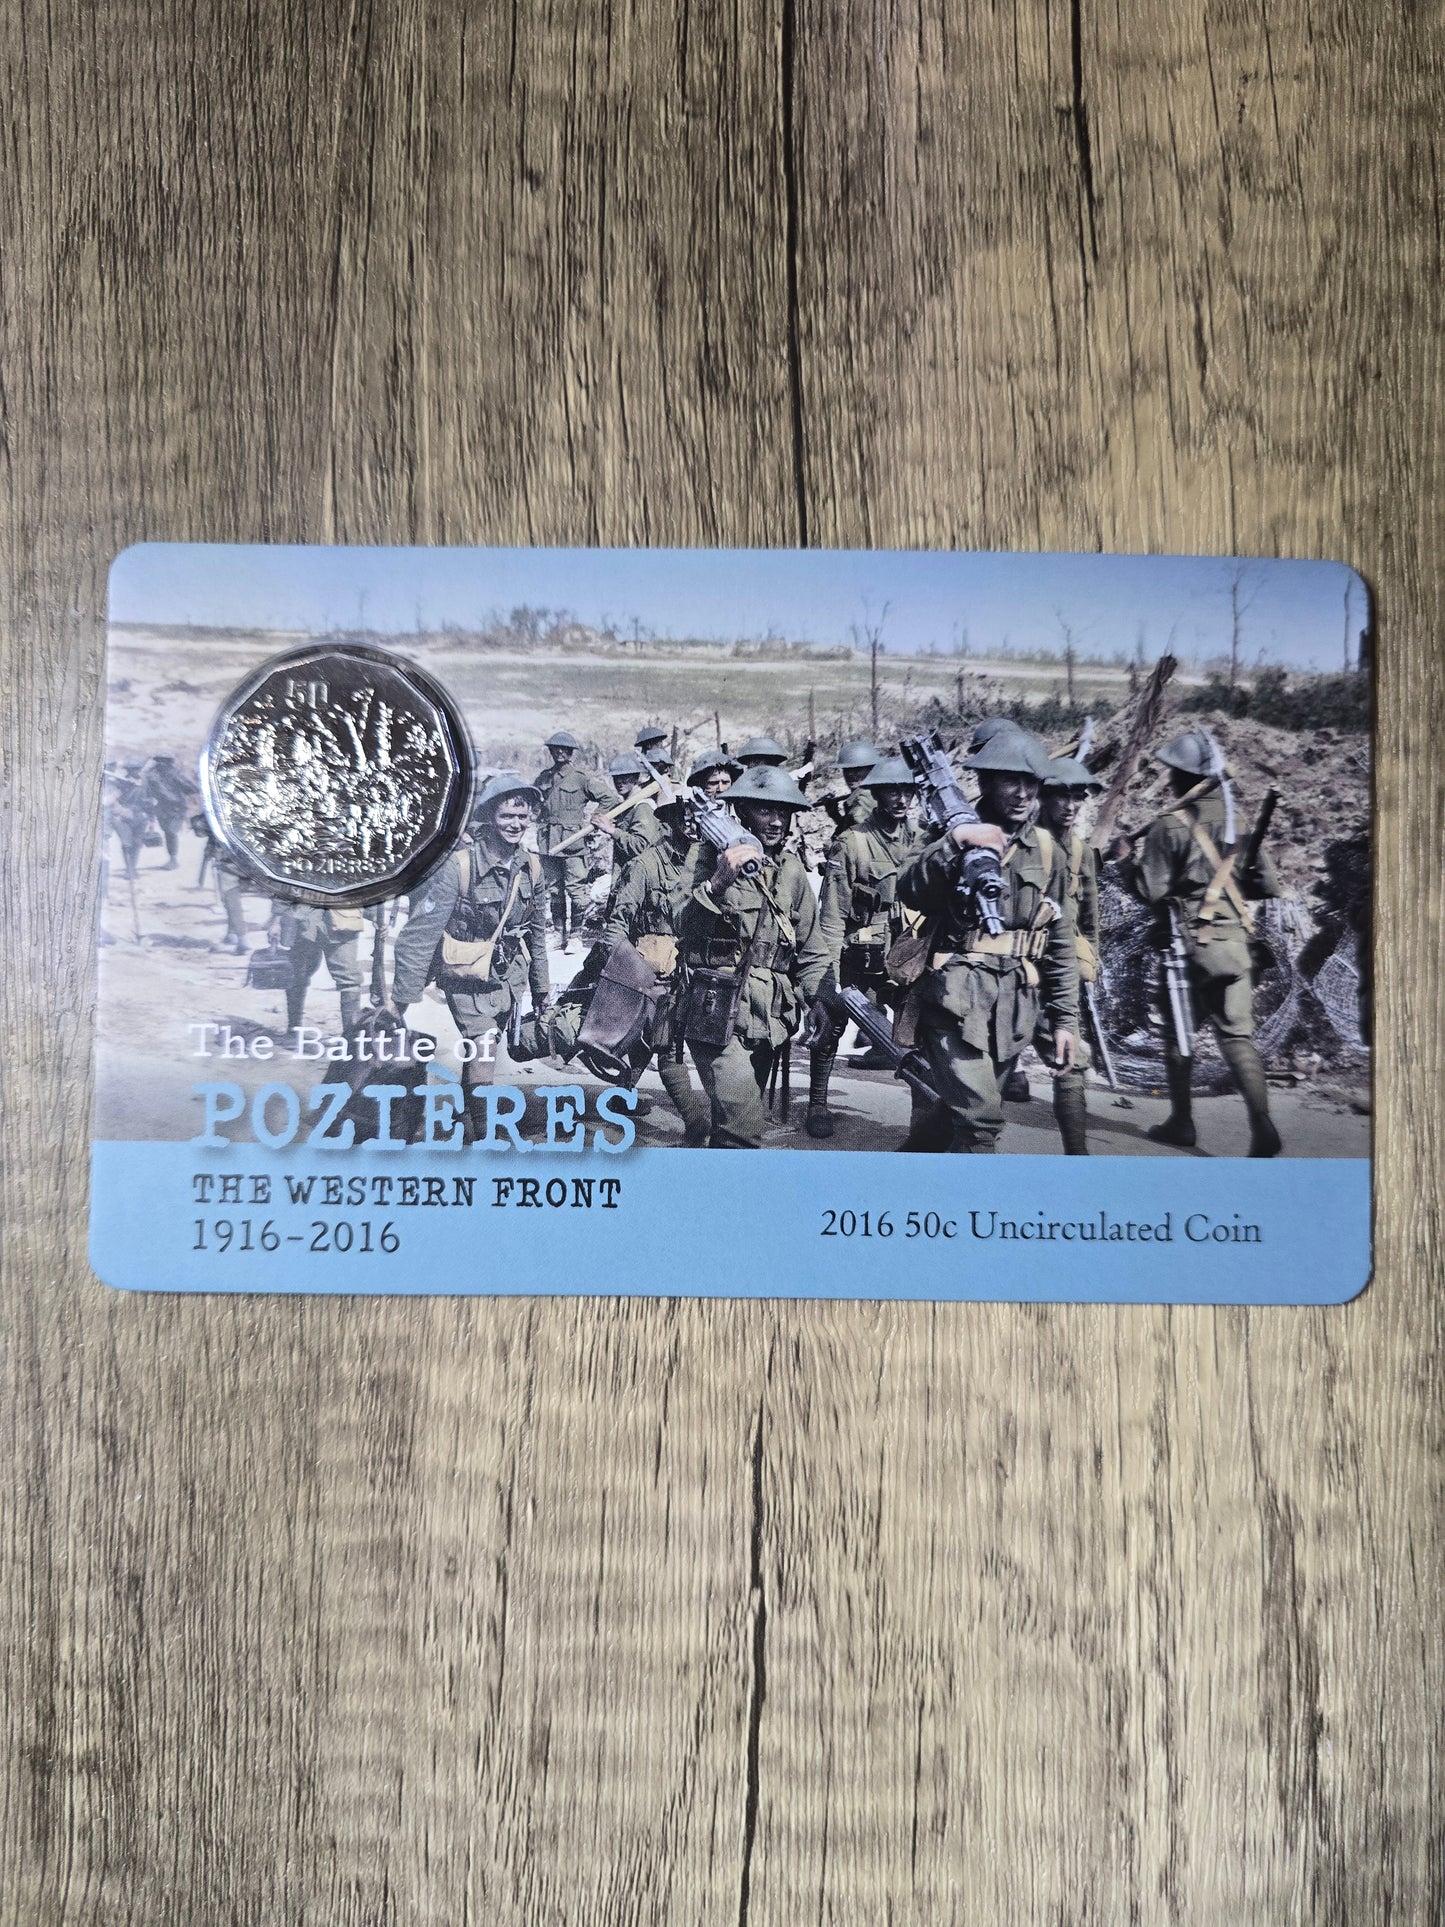 50
POZIERES
The Battle of
POZIÈRES
THE WESTERN FRONT
1916-2016
2016 50c Uncirculated Coin